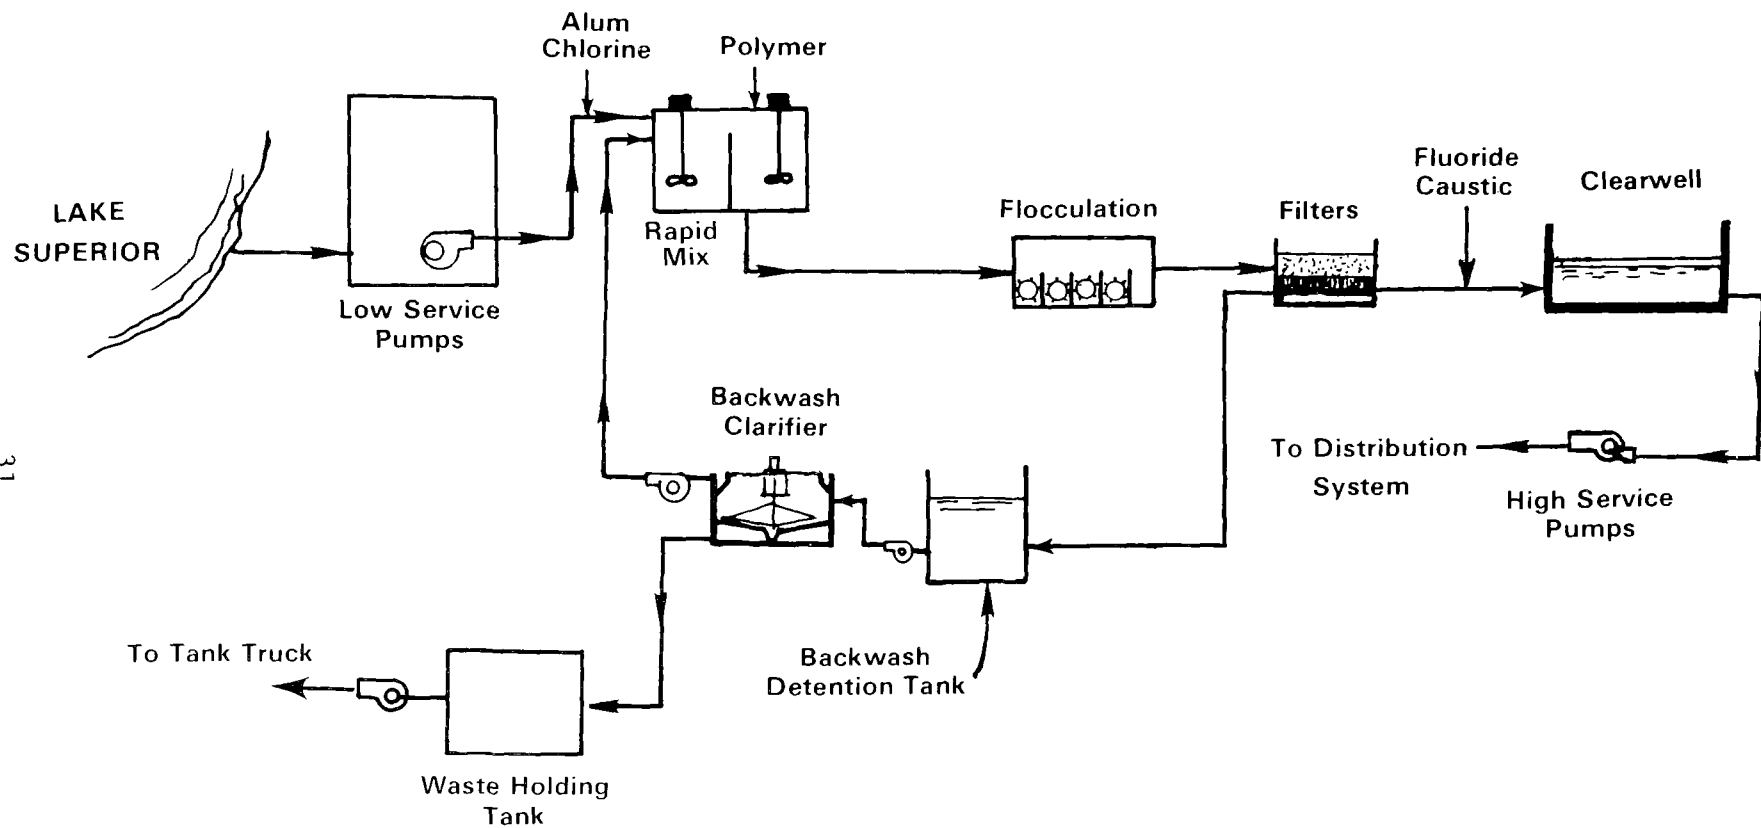 Alum
Chlorine
Polymer
LAKE
SUPERIOR
Low Service
Pumps
Rapid
Mix
Flocculation
Filters
Fluoride
Caustic
Clearwell
To Distribution
System
High Service
Pumps
Backwash
Clarifier
Backwash
Detention Tank
To Tank Truck
Waste Holding
Tank
31